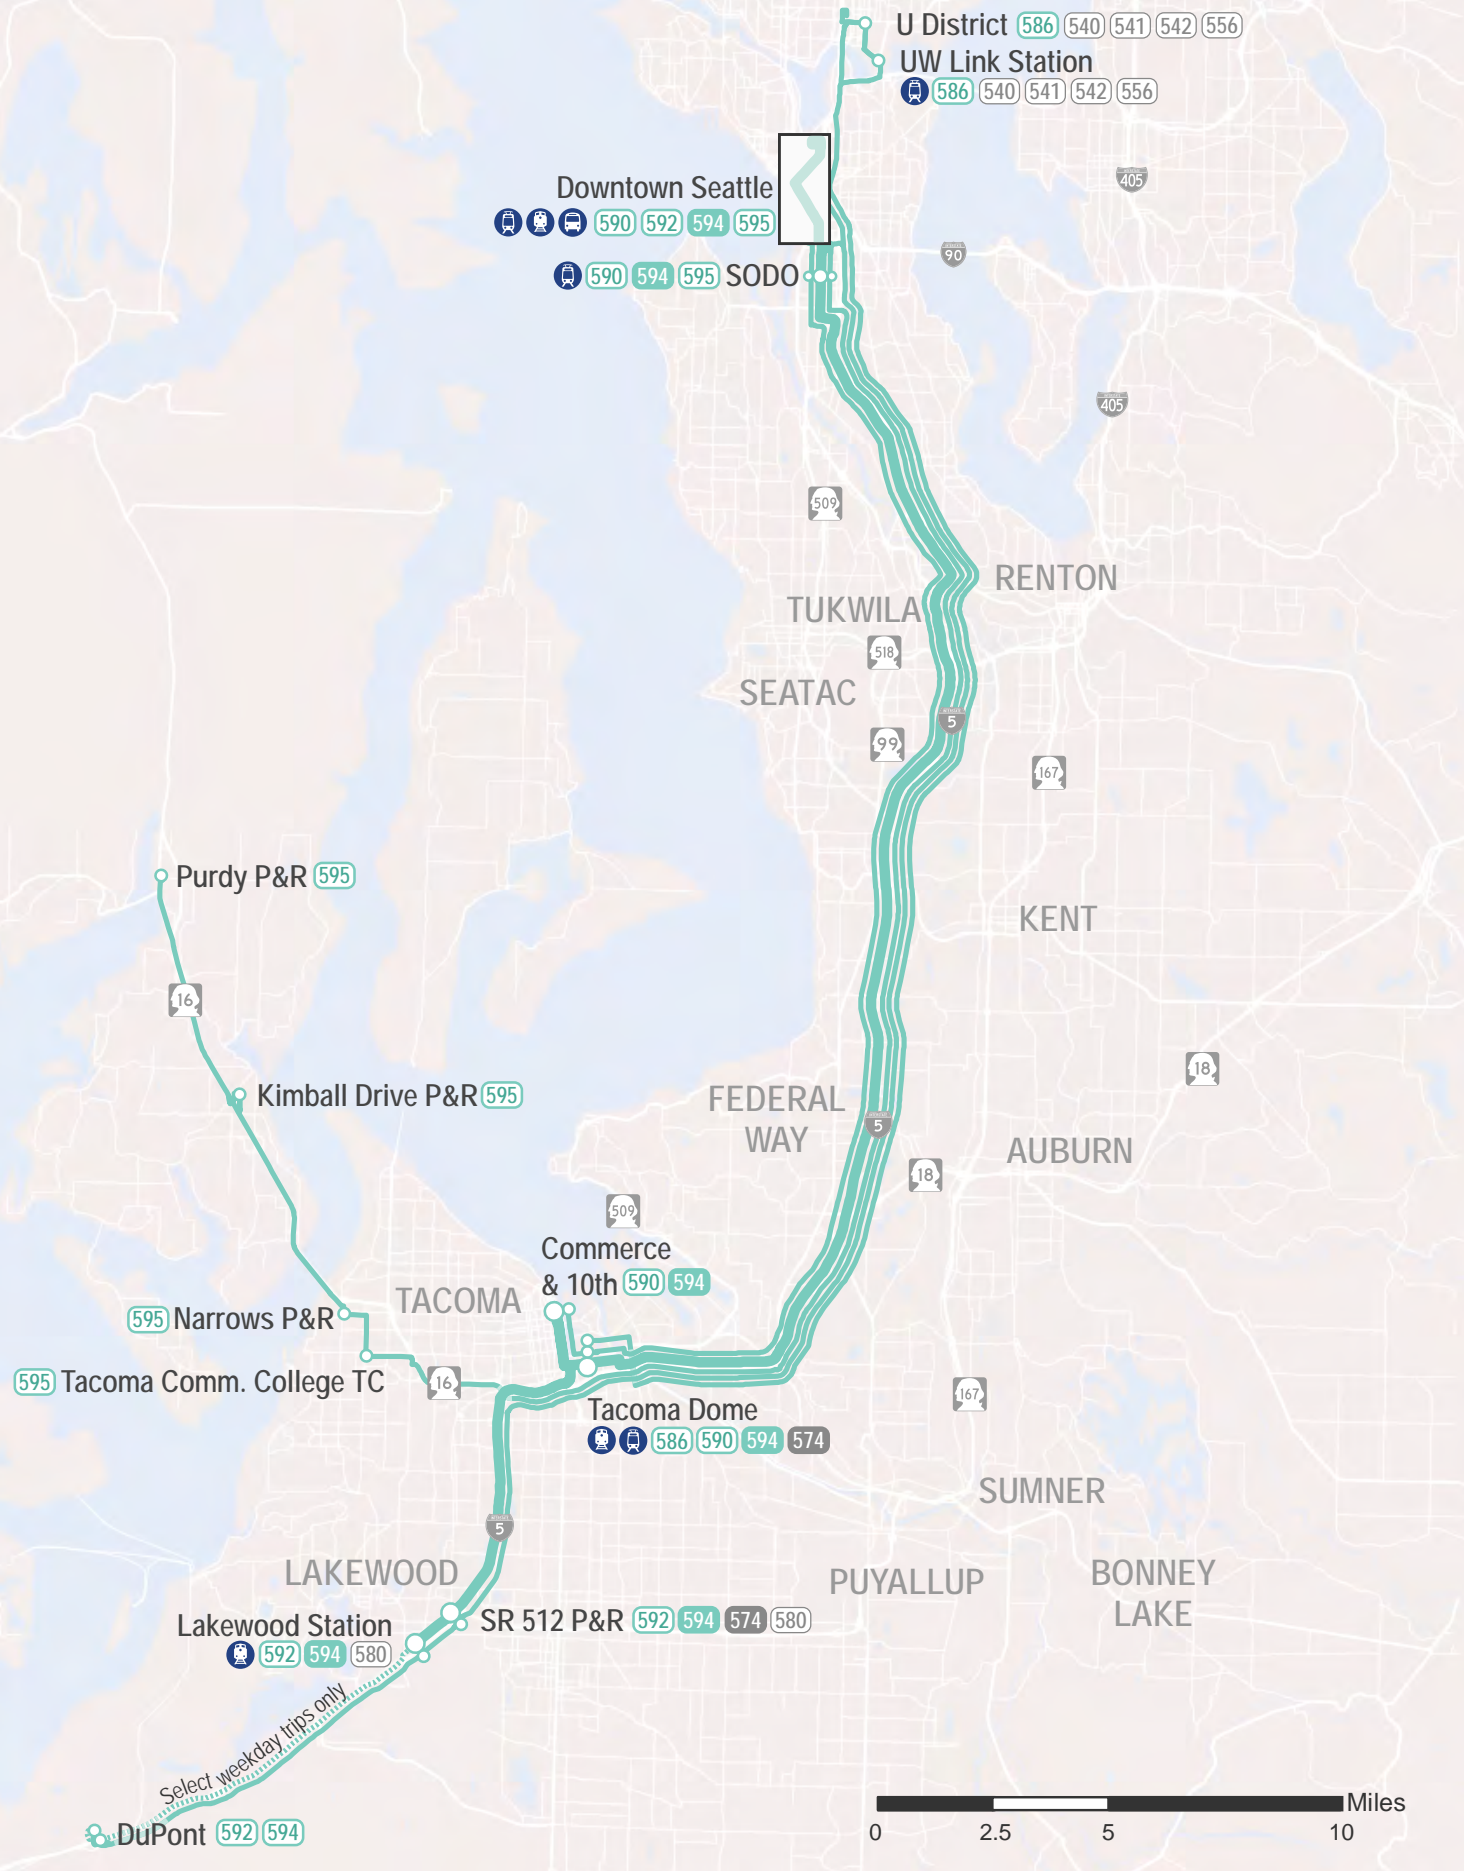 U District 586 540 541 542 556
UW Link Station
586 540 541 542 556
405
Downtown Seattle
590 592 594 595
90
590 594 595 SODO
405
509
RENTON
TUKWILA
518
SEATAC
5
99
167
Purdy P&R 595
KENT
16
18
Kimball Drive P&R 595
FEDERAL
WAY
5
AUBURN
18
509
Commerce
& 10th 590 594
TACOMA
595 Narrows P&R
595 Tacoma Comm. College TC
16
167
Tacoma Dome
586 590 594 574
SUMNER
5
LAKEWOOD
PUYALLUP
BONNEY
LAKE
SR 512 P&R 592 594 574 580
Lakewood Station
592 594 580
Select weekday trips only
DuPont 592 594
Miles
0 2.5 5 10